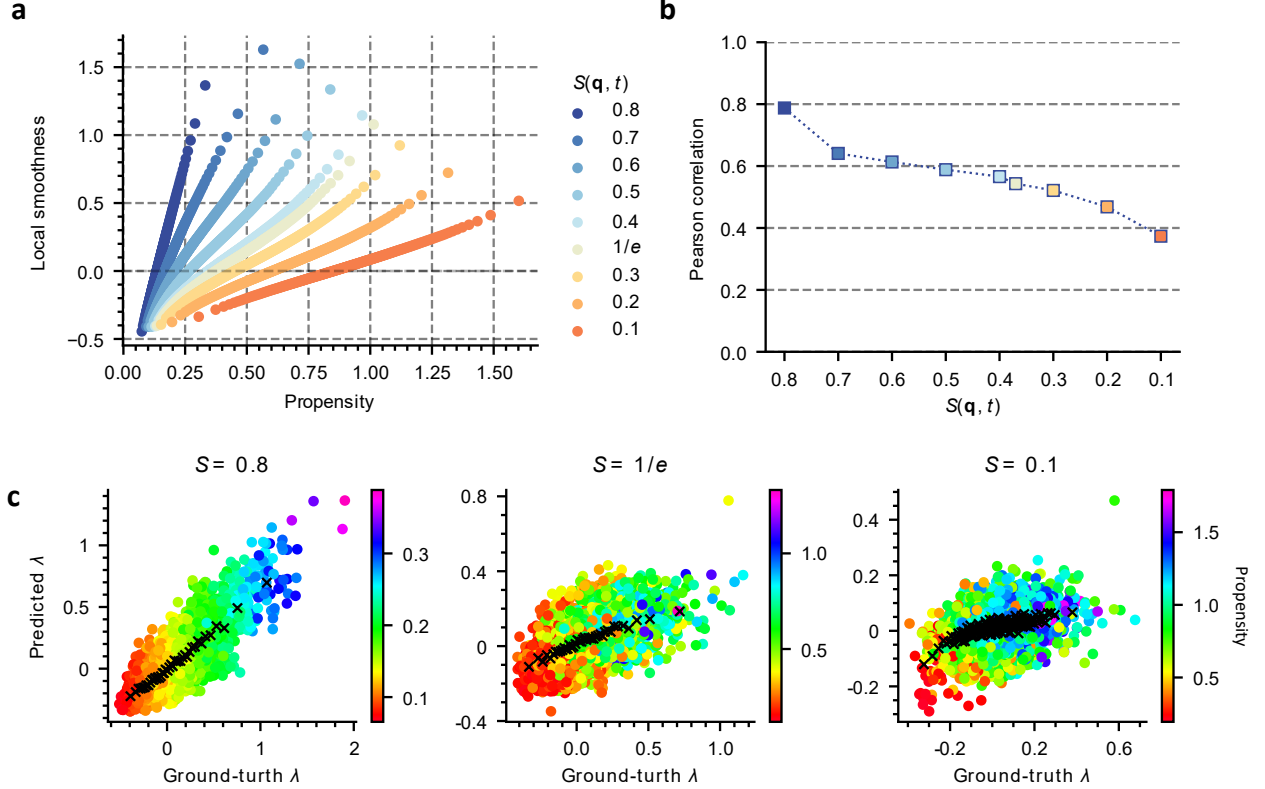 a
Local smoothness
1.5
1.0
0.5
0.0
−0.5
0.00 0.25 0.50 0.75 1.00 1.25 1.50
Propensity
S(q, t)
0.8
0.7
0.6
0.5
0.4
1/e
0.3
0.2
0.1
b
Pearson correlation
1.0
0.8
0.6
0.4
0.2
0.0
0.8 0.7 0.6 0.5 0.4 0.3 0.2 0.1
S(q, t)
c
S = 0.8
Predicted λ
1
0.5
0
0 1 2
Ground-turth λ
0.3
0.2
0.1
S = 1/e
0.8
0.4
0
-0.4
0.0 0.5 1.0
Ground-turth λ
1.0
0.5
S = 0.1
0.4
0.2
0
-0.2
-0.2 0.2 0.6
Ground-truth λ
1.5
1.0
0.5
Propensity